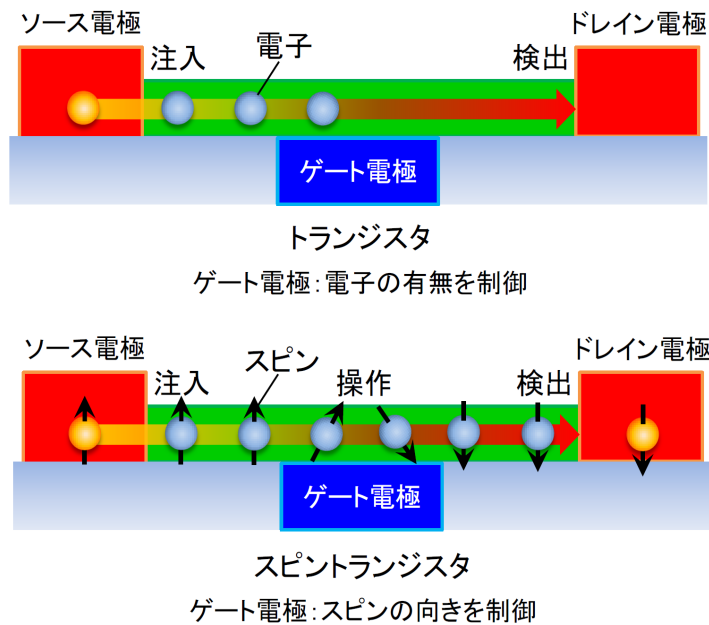 ソース電極
ドレイン電極
注入
電子
検出
ゲート電極
トランジスタ
ゲート電極：電子の有無を制御
ソース電極
ドレイン電極
注入
スピン
操作
検出
ゲート電極
スピントランジスタ
ゲート電極：スピンの向きを制御